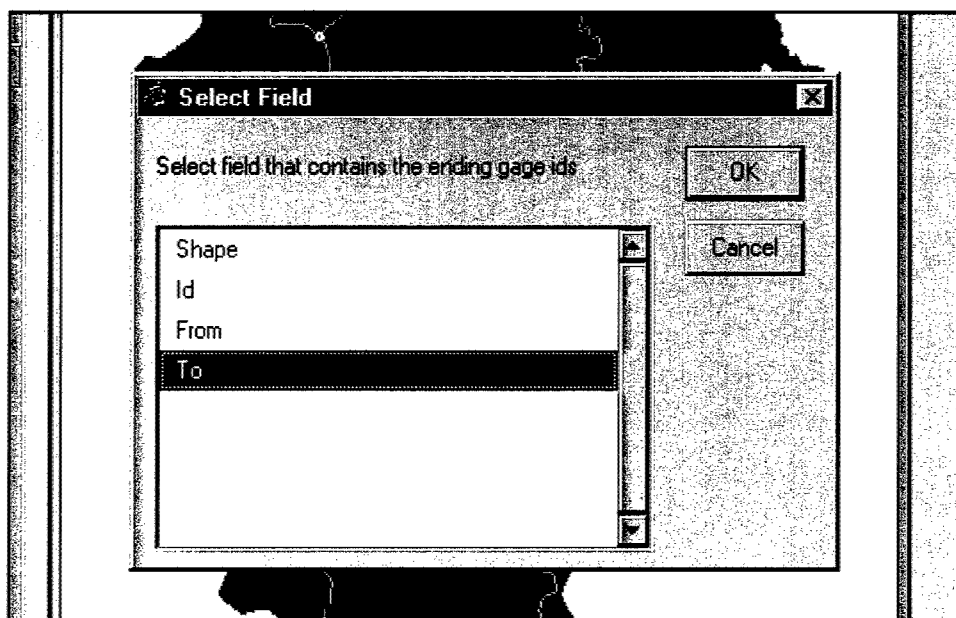 Select Field
Select field that contains the ending gage ids
OK
Cancel
Shape
Id
From
To